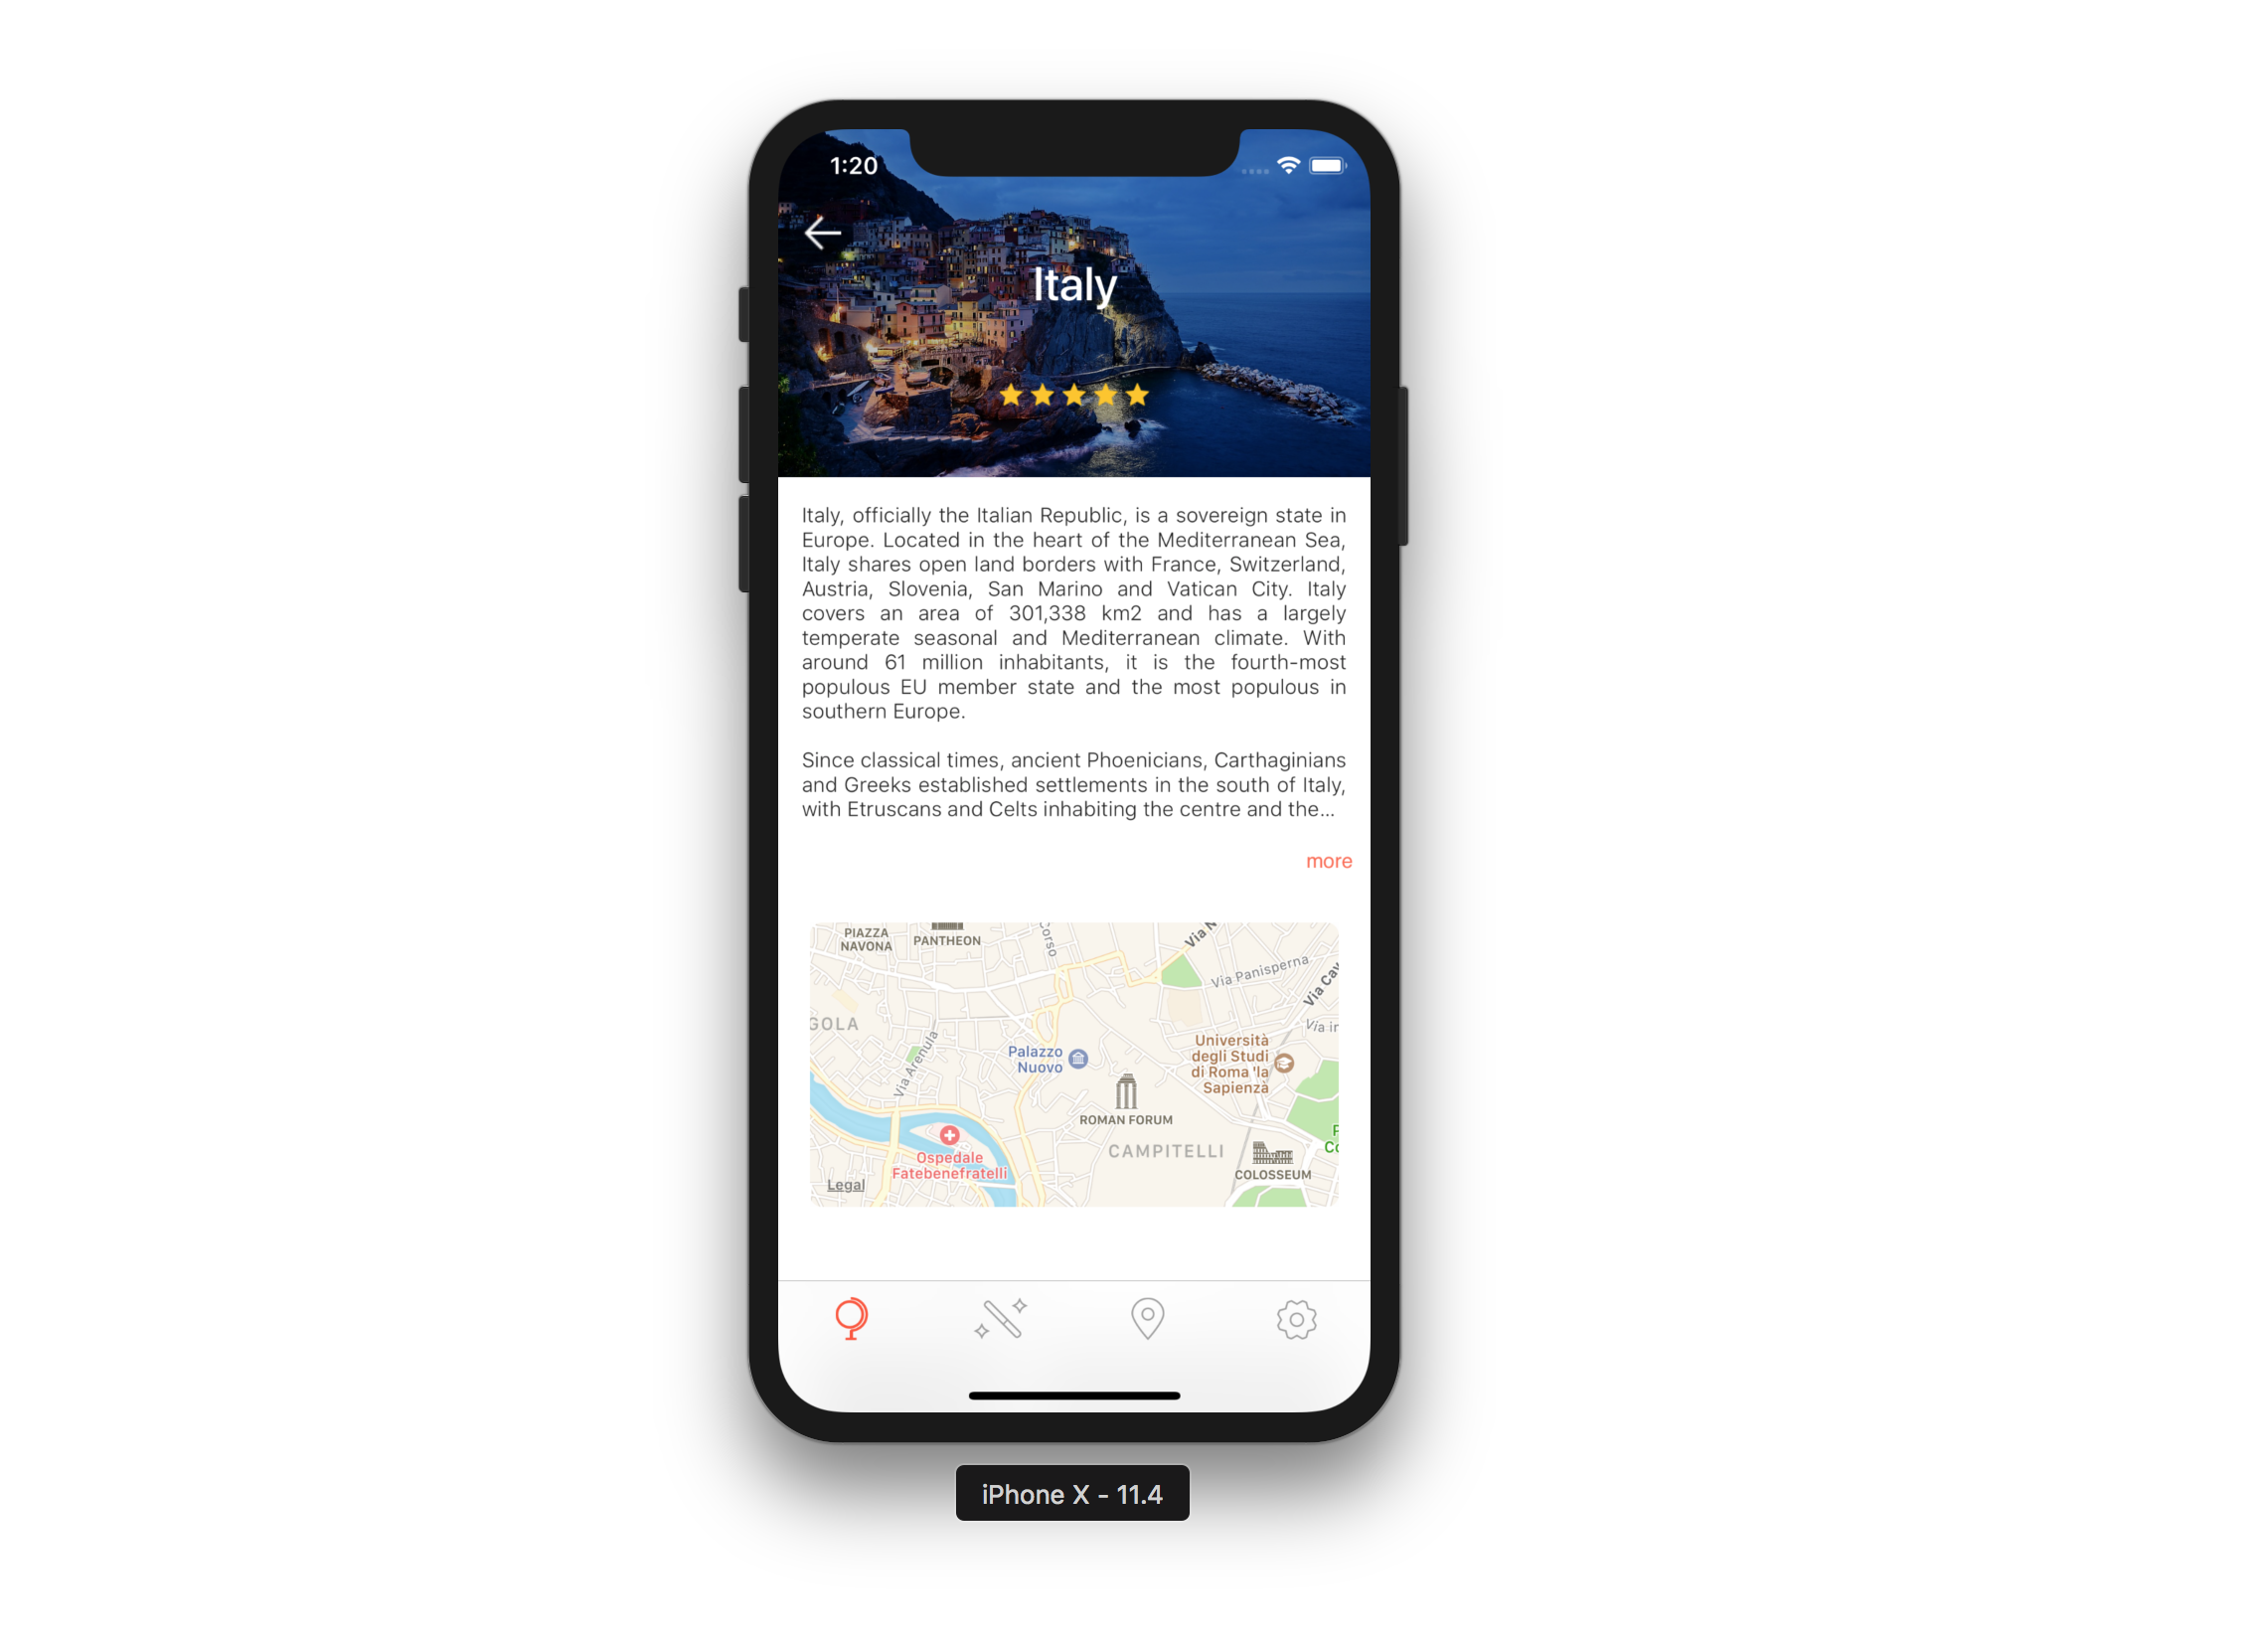 1:20
Italy
Italy, officially the Italian Republic, is a sovereign state in
Europe. Located in the heart of the Mediterranean Sea,
Italy shares open land borders with France, Switzerland,
Austria, Slovenia, San Marino and Vatican City. Italy
covers an area of 301,338 km2 and has a largely
temperate seasonal and Mediterranean climate. With
around 61 million inhabitants, it is the fourth-most
populous EU member state and the most populous in
southern Europe.
Since classical times, ancient Phoenicians, Carthaginians
and Greeks established settlements in the south of Italy,
with Etruscans and Celts inhabiting the centre and the...
more
PIAZZA
NAVONA
PANTHEON
Corso
Via N
Via Panisperna
Via Cav
Via in
GOLA
Via Arenula
Palazzo
Nuovo
Università
degli Studi
di Roma 'la
Sapienza
ROMAN FORUM
CAMPITELLI
COLOSSEUM
Ospedale
Fatebenefratelli
Legal
iPhone X - 11.4